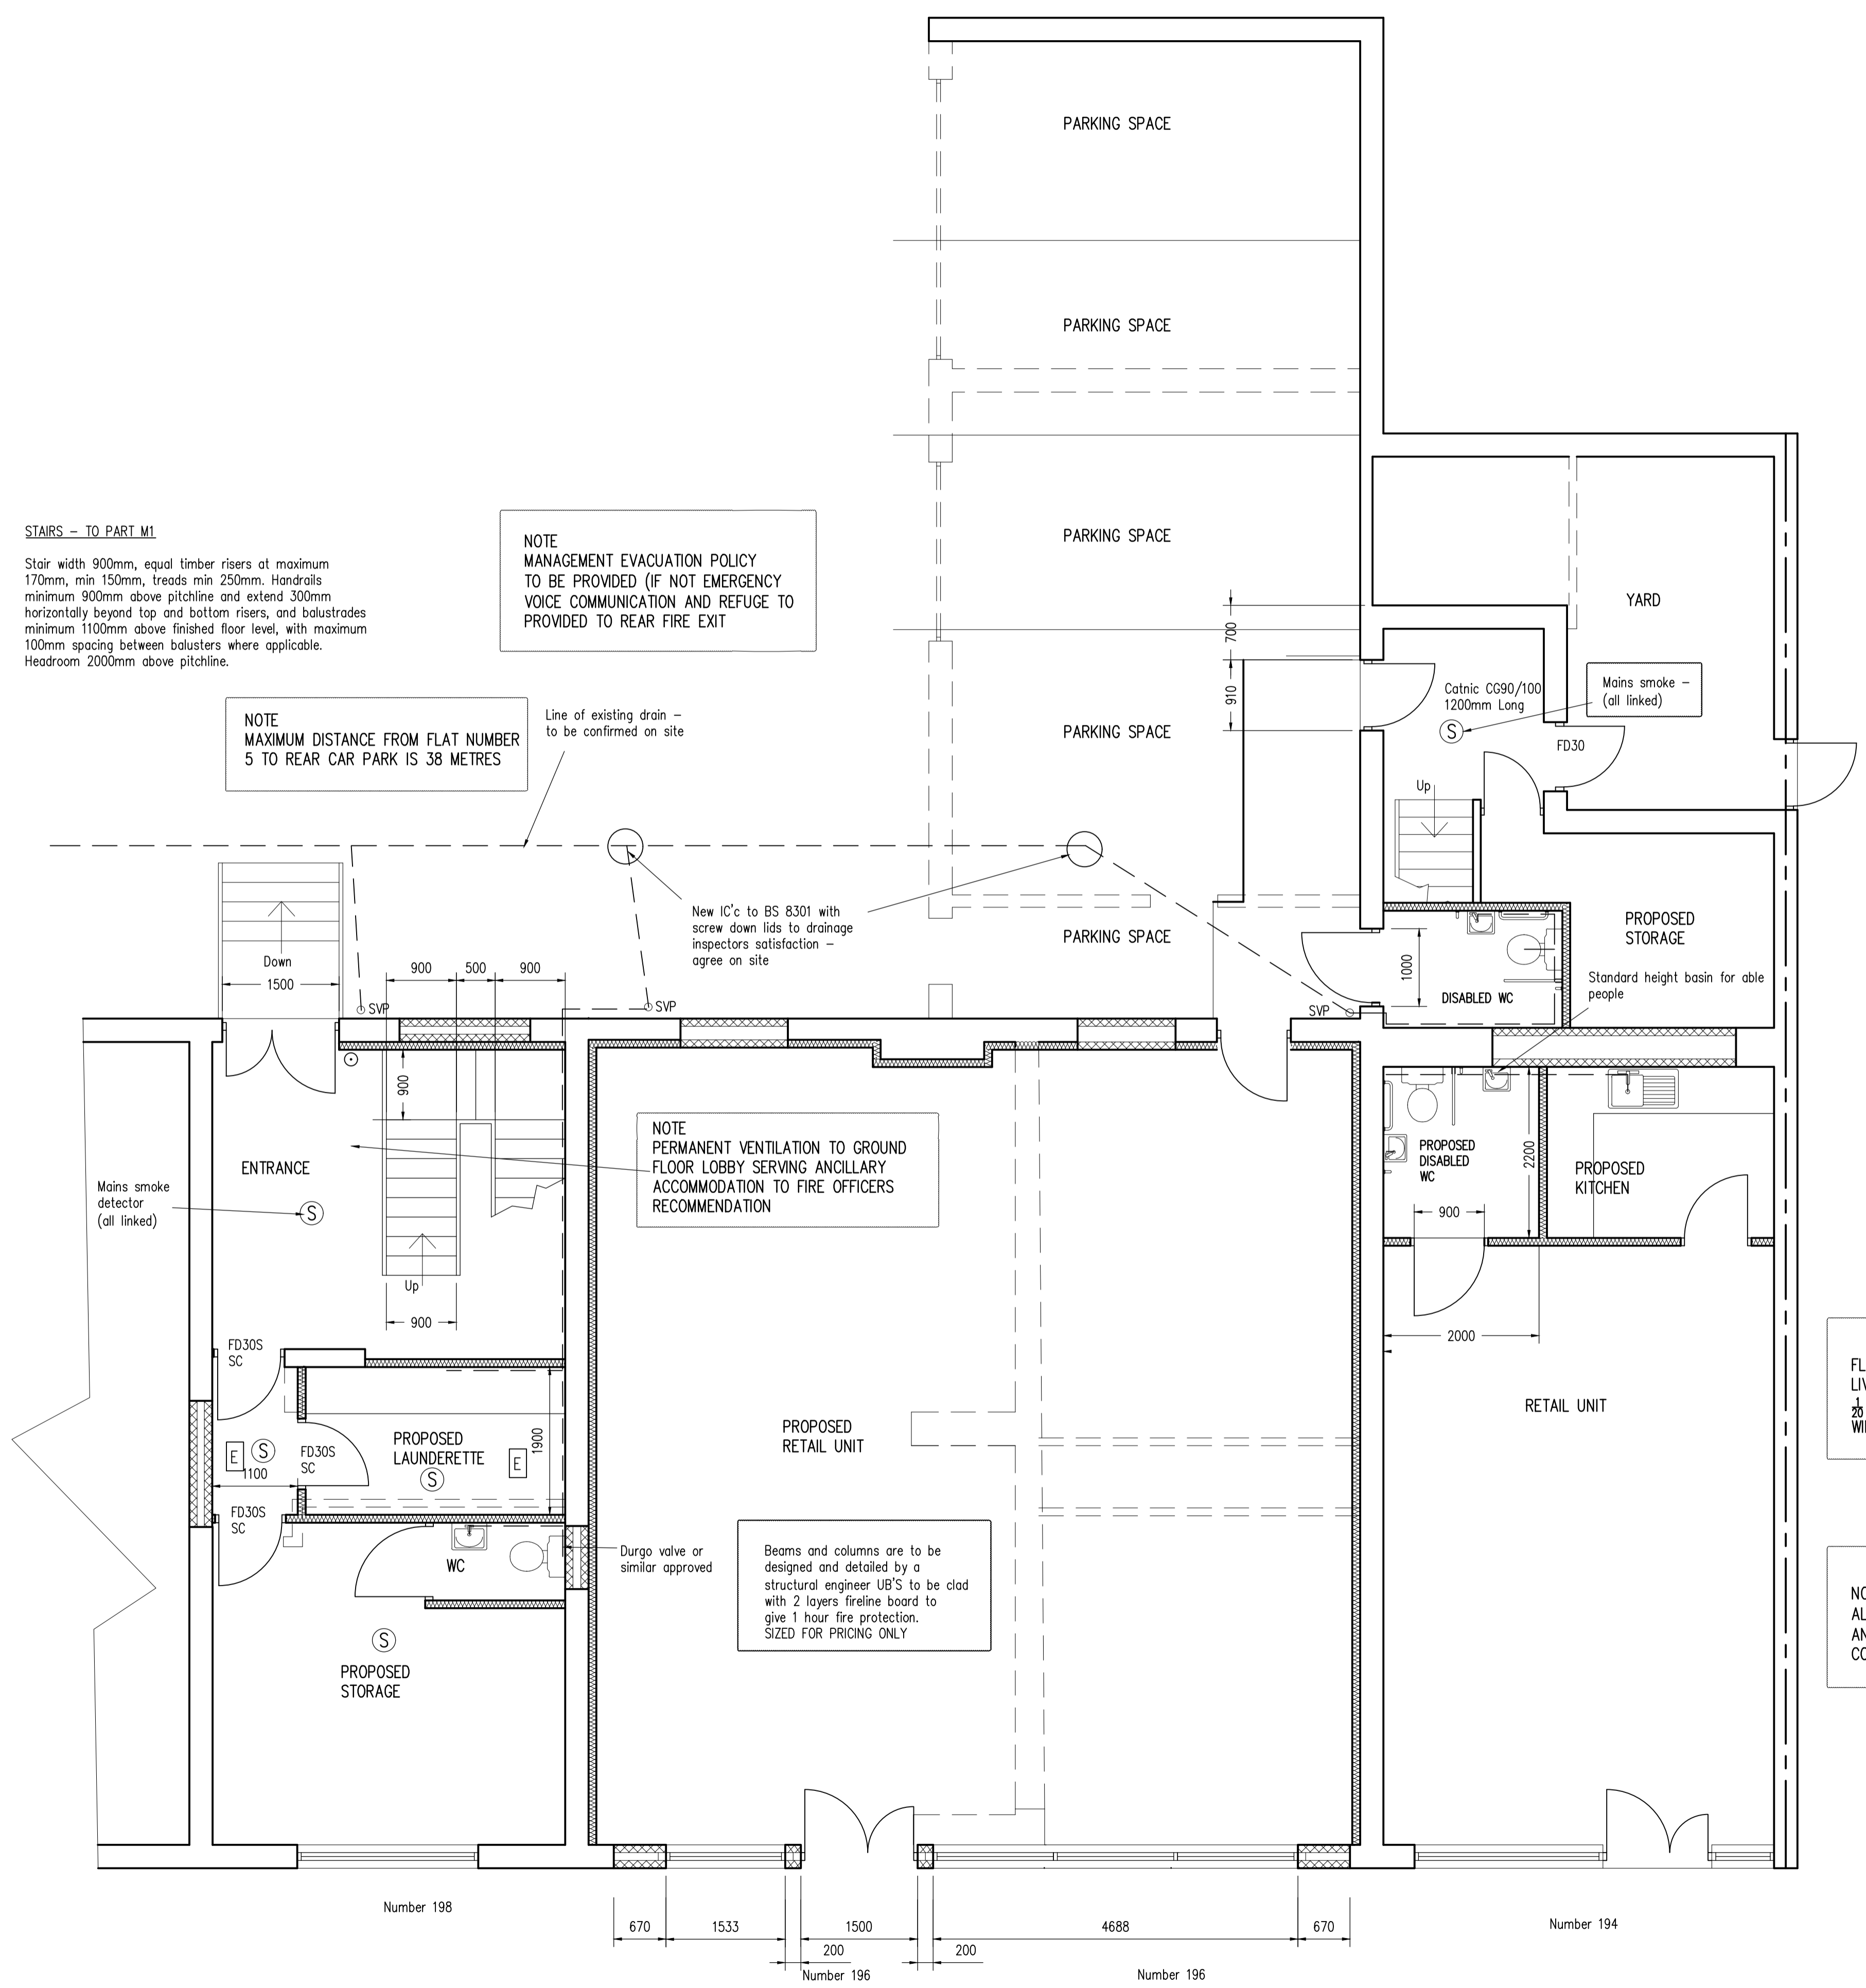 PARKING SPACE
PARKING SPACE
PARKING SPACE
PARKING SPACE
PARKING SPACE
STAIRS – TO PART M1
Stair width 900mm, equal timber risers at maximum
170mm, min 150mm, treads min 250mm. Handrails
minimum 900mm above pitchline and extend 300mm
horizontally beyond top and bottom risers, and balustrades
minimum 1100mm above finished floor level, with maximum
100mm spacing between balusters where applicable.
Headroom 2000mm above pitchline.
NOTE
MANAGEMENT EVACUATION POLICY
TO BE PROVIDED (IF NOT EMERGENCY
VOICE COMMUNICATION AND REFUGE TO
PROVIDED TO REAR FIRE EXIT
NOTE
MAXIMUM DISTANCE FROM FLAT NUMBER
5 TO REAR CAR PARK IS 38 METRES
Line of existing drain –
to be confirmed on site
700
910
YARD
Catnic CG90/100
1200mm Long
S
Mains smoke –
(all linked)
FD30
Up
New IC'c to BS 8301 with
screw down lids to drainage
inspectors satisfaction –
agree on site
PROPOSED
STORAGE
1000
DISABLED WC
Standard height basin for able
people
Down
1500
900
500
900
SVP
SVP
SVP
900
ENTRANCE
Mains smoke
detector
(all linked)
S
Up
900
NOTE
PERMANENT VENTILATION TO GROUND
FLOOR LOBBY SERVING ANCILLARY
ACCOMMODATION TO FIRE OFFICERS
RECOMMENDATION
PROPOSED
DISABLED
WC
2200
900
2000
PROPOSED
KITCHEN
FD30S
SC
E
S
1100
FD30S
SC
FD30S
SC
PROPOSED
LAUNDERETTE
S
E
1900
PROPOSED
RETAIL UNIT
RETAIL UNIT
FL
LIV
1
20
WI
WC
Durgo valve or
similar approved
Beams and columns are to be
designed and detailed by a
structural engineer UB'S to be clad
with 2 layers fireline board to
give 1 hour fire protection.
SIZED FOR PRICING ONLY
S
PROPOSED
STORAGE
NO
AL
AN
CO
Number 198
670
1533
1500
4688
670
200
200
Number 196
Number 196
Number 194